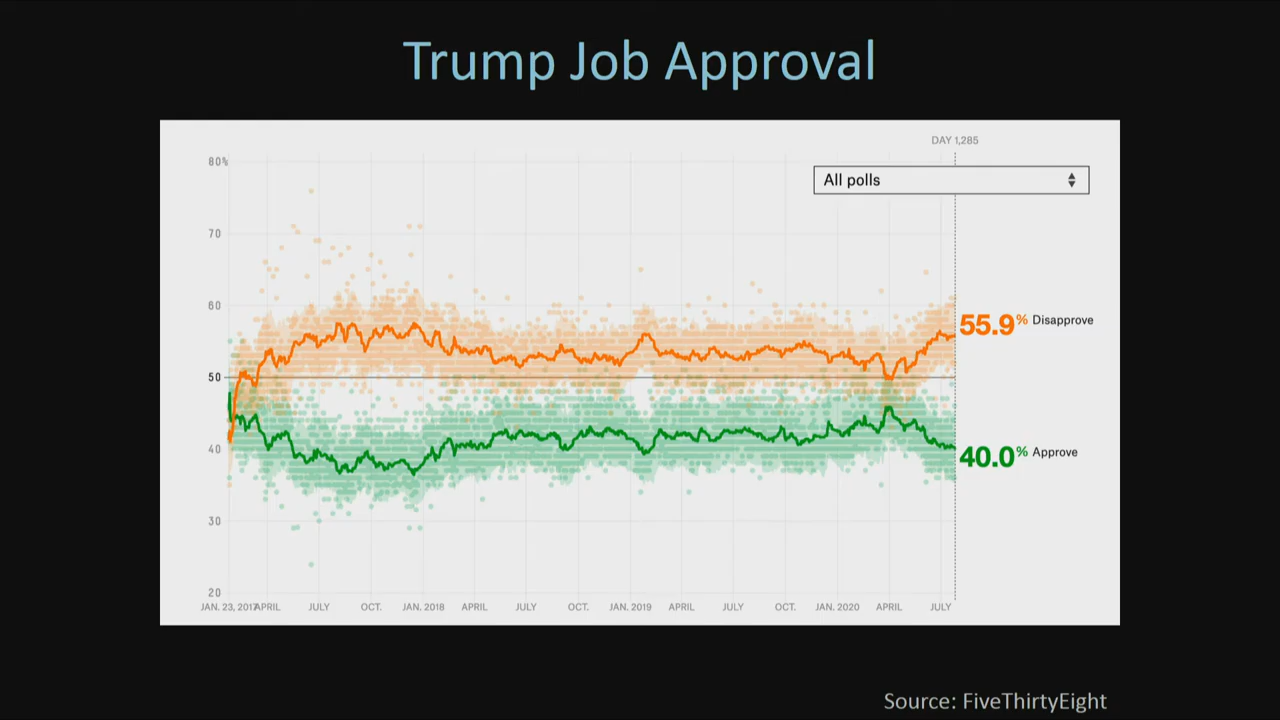 Trump Job Approval
DAY 1,285
80%
All polls
70
60
55.9% Disapprove
50
40.0% Approve
40
30
20
JAN. 23, 2017 APRIL JULY OCT. JAN. 2018 APRIL JULY OCT. JAN. 2019 APRIL JULY OCT. JAN. 2020 APRIL JULY
Source: FiveThirtyEight